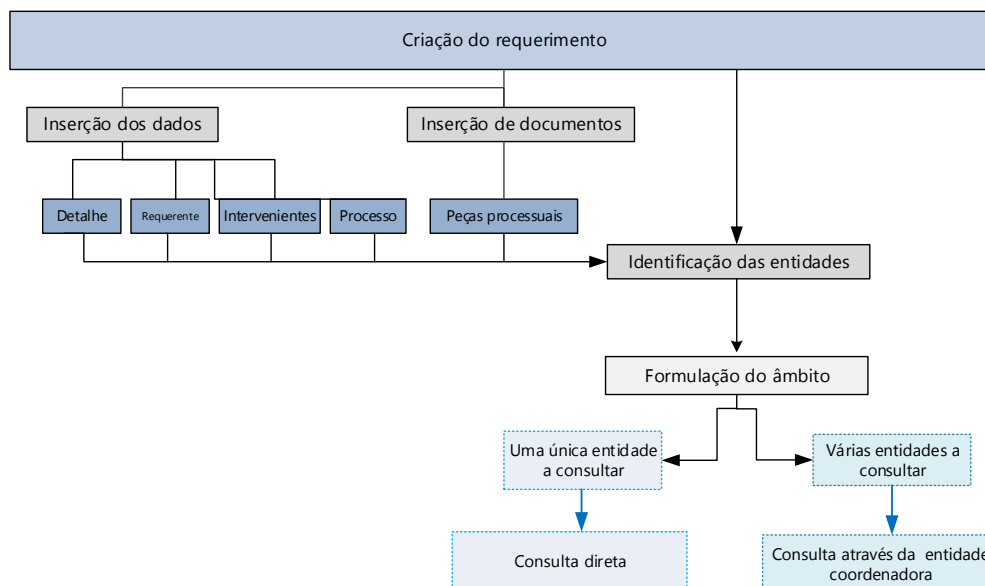 Criação do requerimento
Inserção dos dados
Inserção de documentos
Detalhe
Requerente
Intervenientes
Processo
Peças processuais
Identificação das entidades
Formulação do âmbito
Uma única entidade
a consultar
Várias entidades a
consultar
Consulta direta
Consulta através da entidade
coordenadora